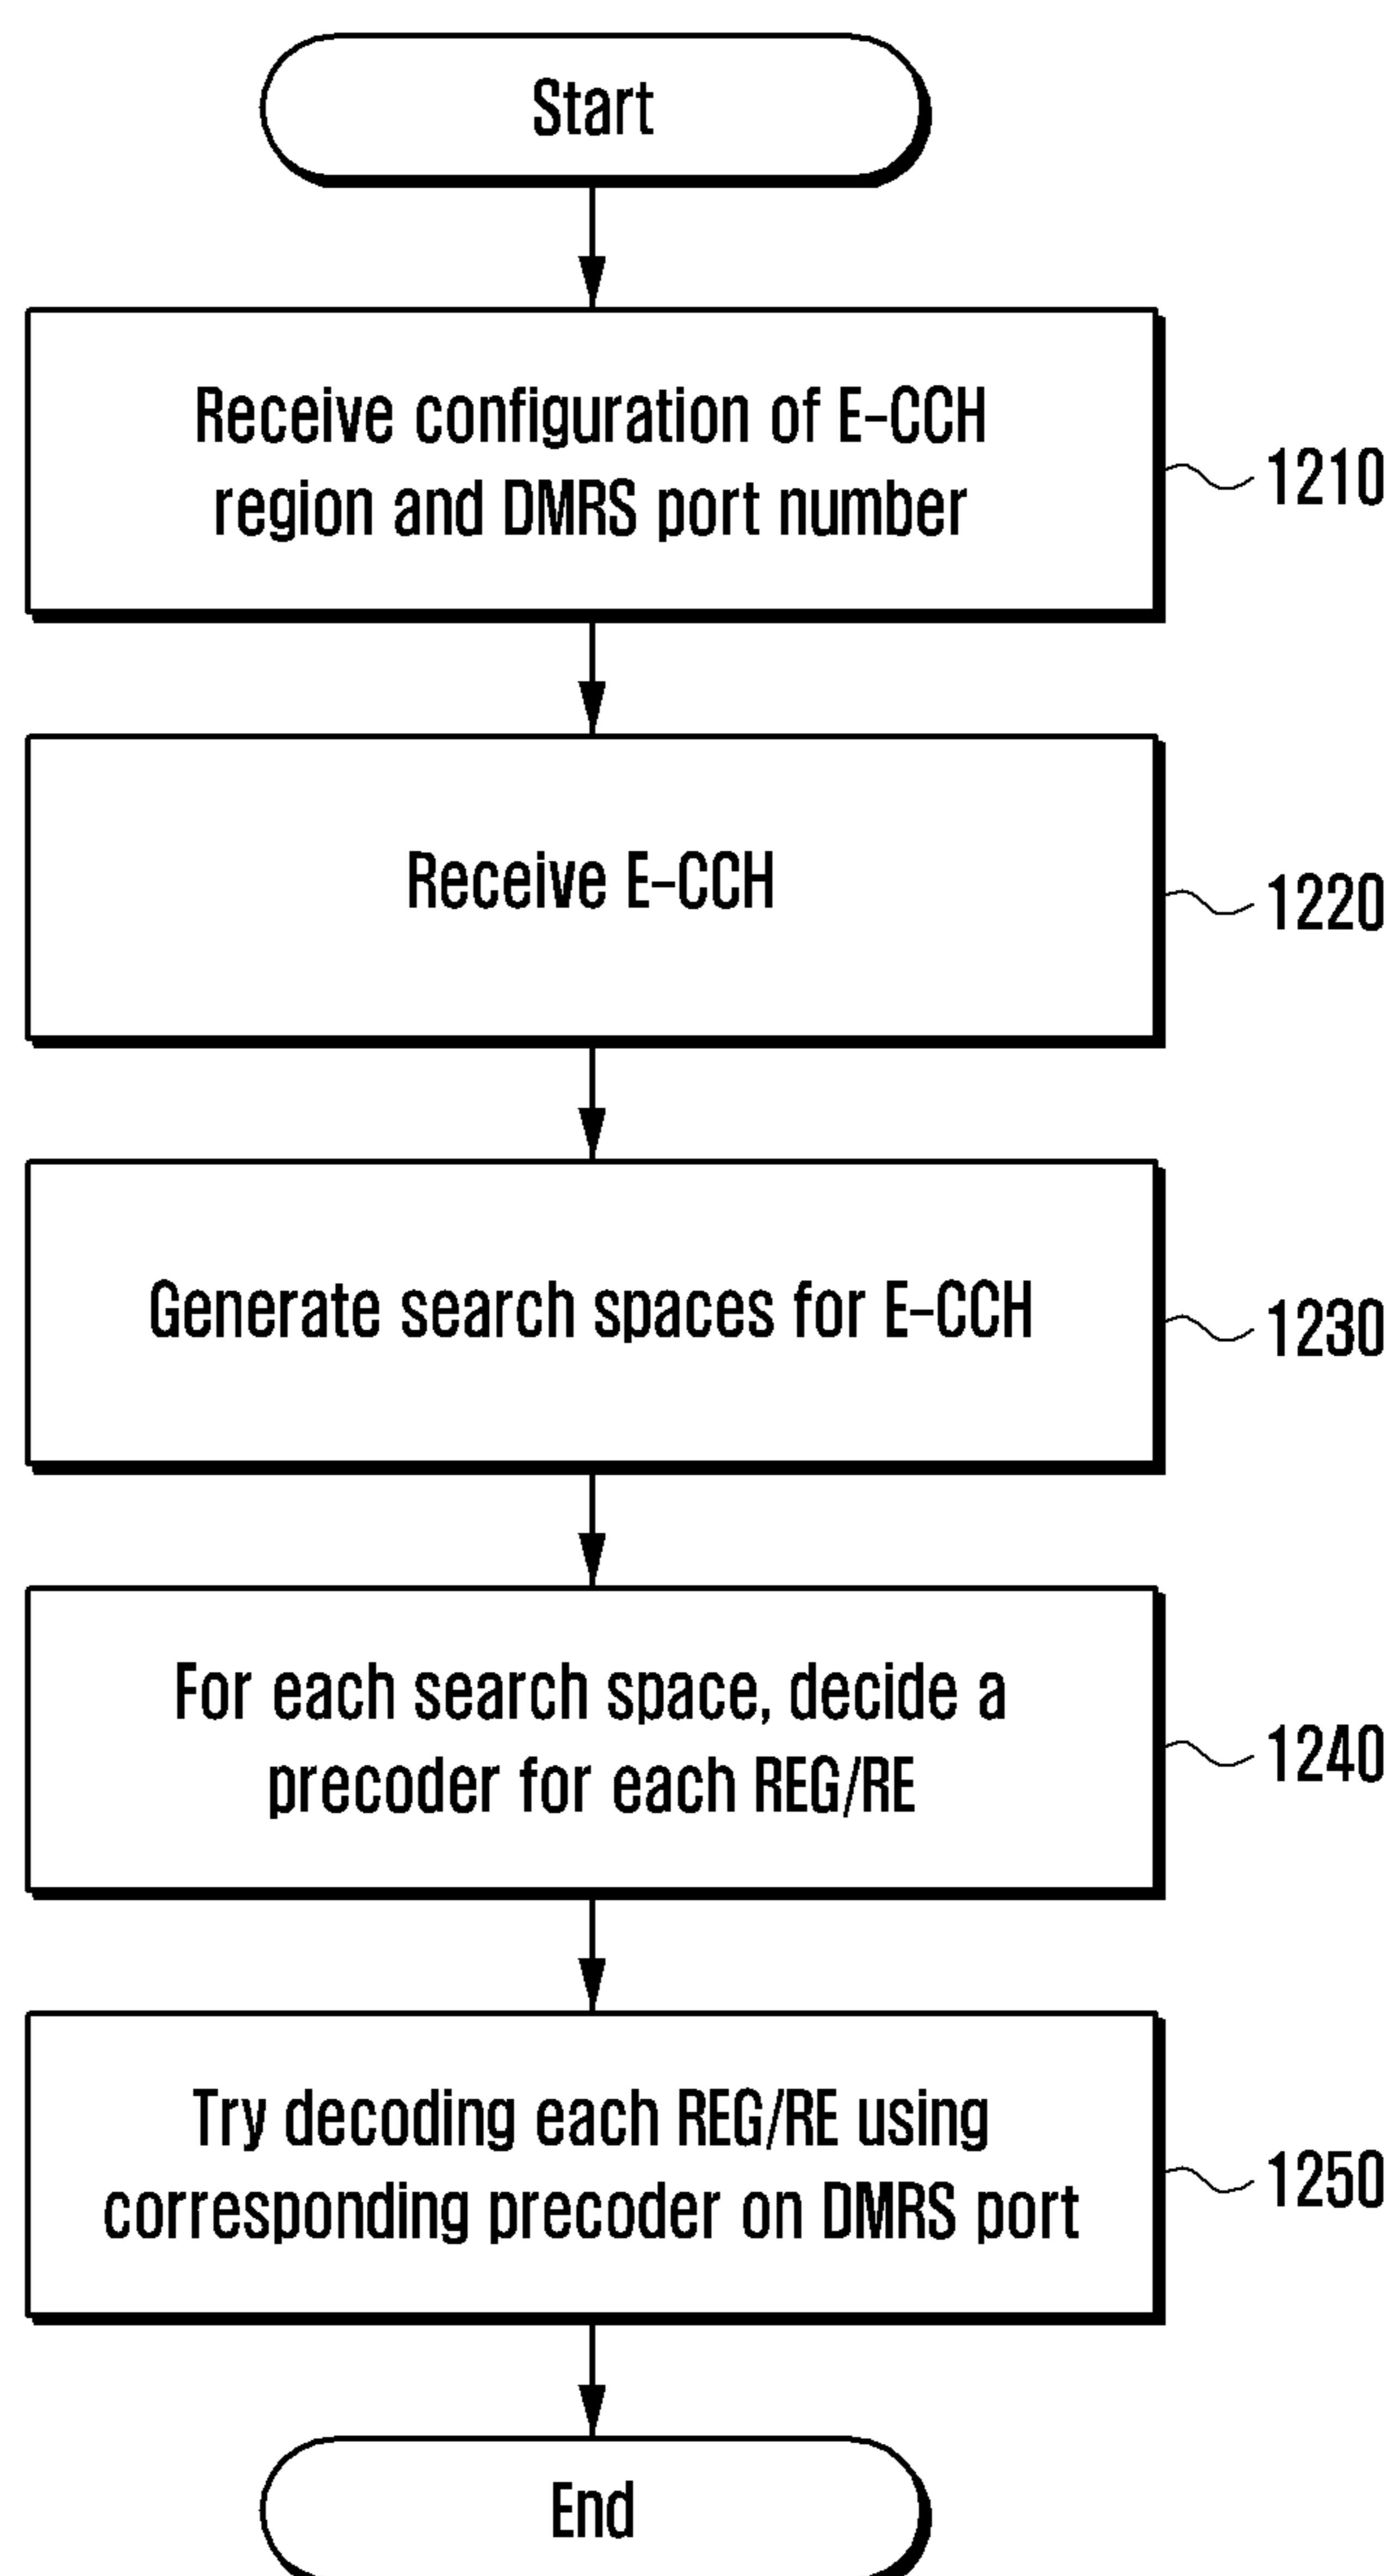 Start
Receive configuration of E-CCH
region and DMRS port number
1210
Receive E-CCH
1220
Generate search spaces for E-CCH
1230
For each search space, decide a
precoder for each REG/RE
1240
Try decoding each REG/RE using
corresponding precoder on DMRS port
1250
End